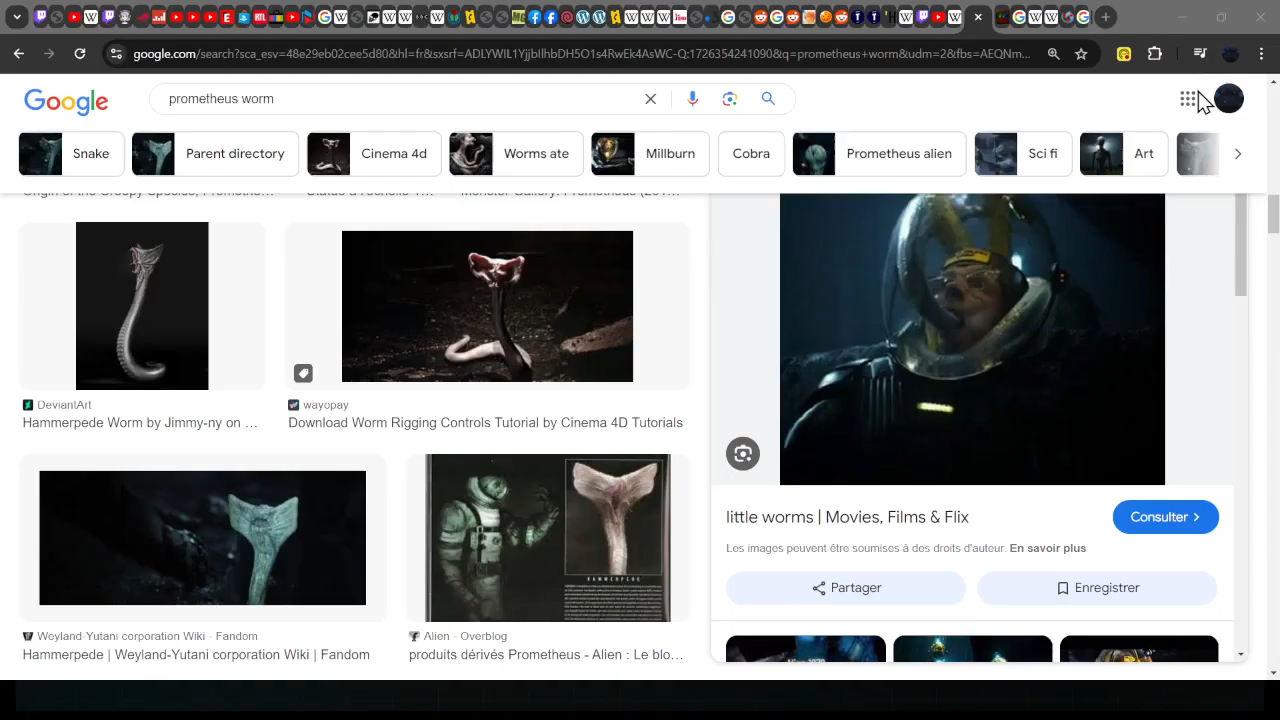 google.com/search?sca_esv=48e29eb02cee5d80&hl=fr&sxsrf=ADLYWIL1YjjbIlhbDH5O1s4RwEk4AsWC-Q:1726354241090&q=prometheus+worm&udm=2&fbs=AEQNm...
Google
prometheus worm
Snake
Parent directory
Cinema 4d
Worms ate
Millburn
Cobra
Prometheus alien
Sci fi
Art
DeviantArt
Hammerpede Worm by Jimmy-ny on ...
wayopay
Download Worm Rigging Controls Tutorial by Cinema 4D Tutorials
HAMMERPEDE
Weyland-Yutani corporation Wiki - Fandom
Hammerpede | Weyland-Yutani corporation Wiki | Fandom
Alien - Overblog
produits dérivés Prometheus - Alien : Le blo...
little worms | Movies, Films & Flix
Consulter
Les images peuvent être soumises à des droits d'auteur. En savoir plus
Partager
Enregistrer